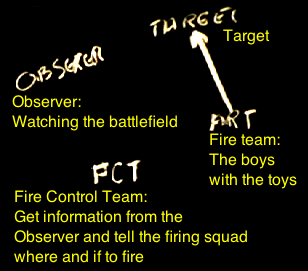 TARGET
Target
OBSERER
Observer:
Watching the battlefield
ART
Fire team:
The boys
with the toys
FCT
Fire Control Team:
Get information from the
Observer and tell the firing squad
where and if to fire